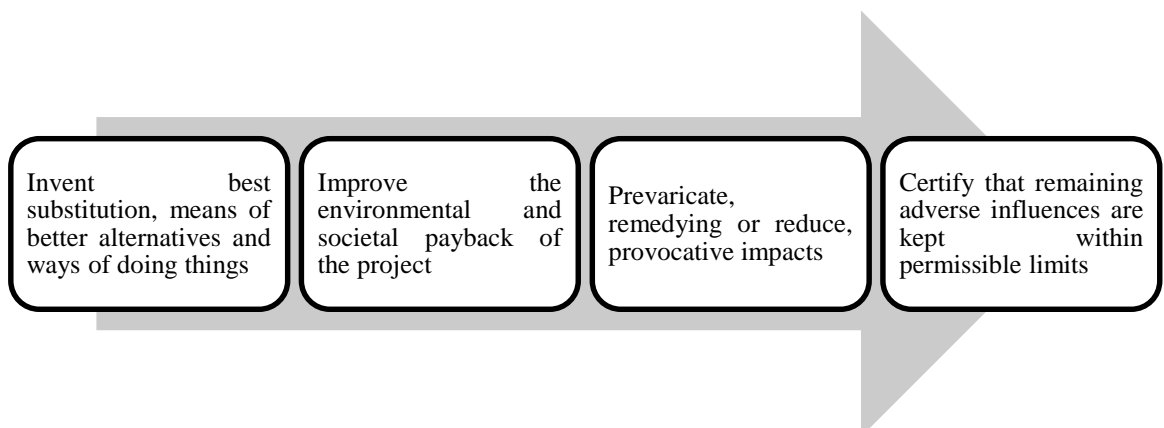 Invent best
substitution, means of
better alternatives and
ways of doing things
Improve the
environmental and
societal payback of
the project
Prevaricate,
remedying or reduce,
provocative impacts
Certify that remaining
adverse influences are
kept within
permissible limits